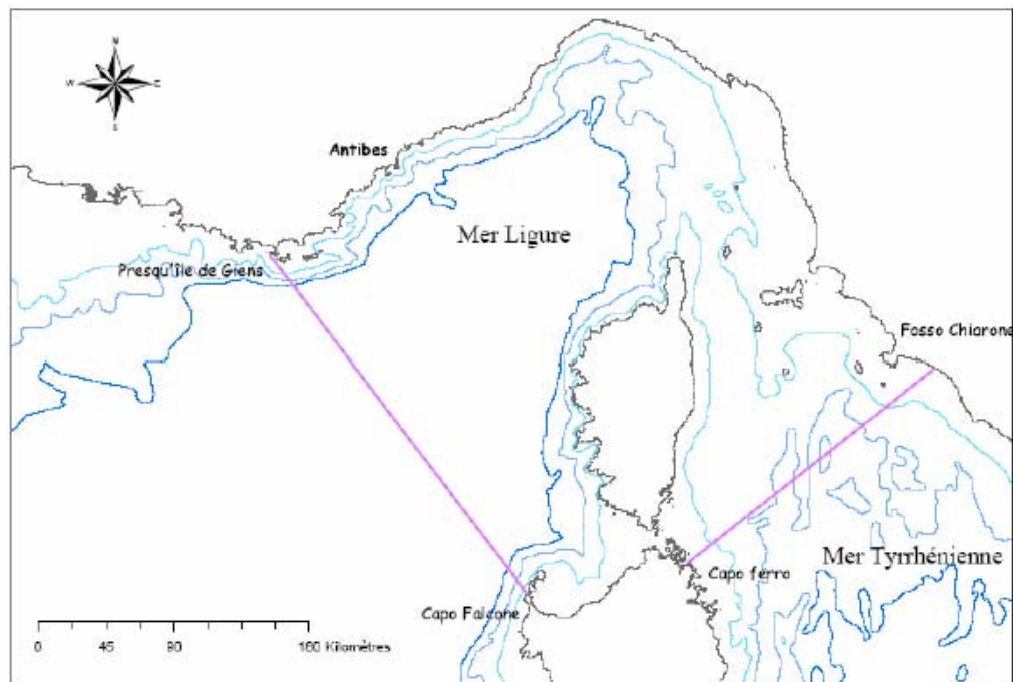 N
W E
S
Antibes
Mer Ligure
Presqu'île de Giens
Fosso Chiarone
Mer Tyrrhénienne
Capo ferro
Capo Falcone
0 45 90 180 Kilomètres